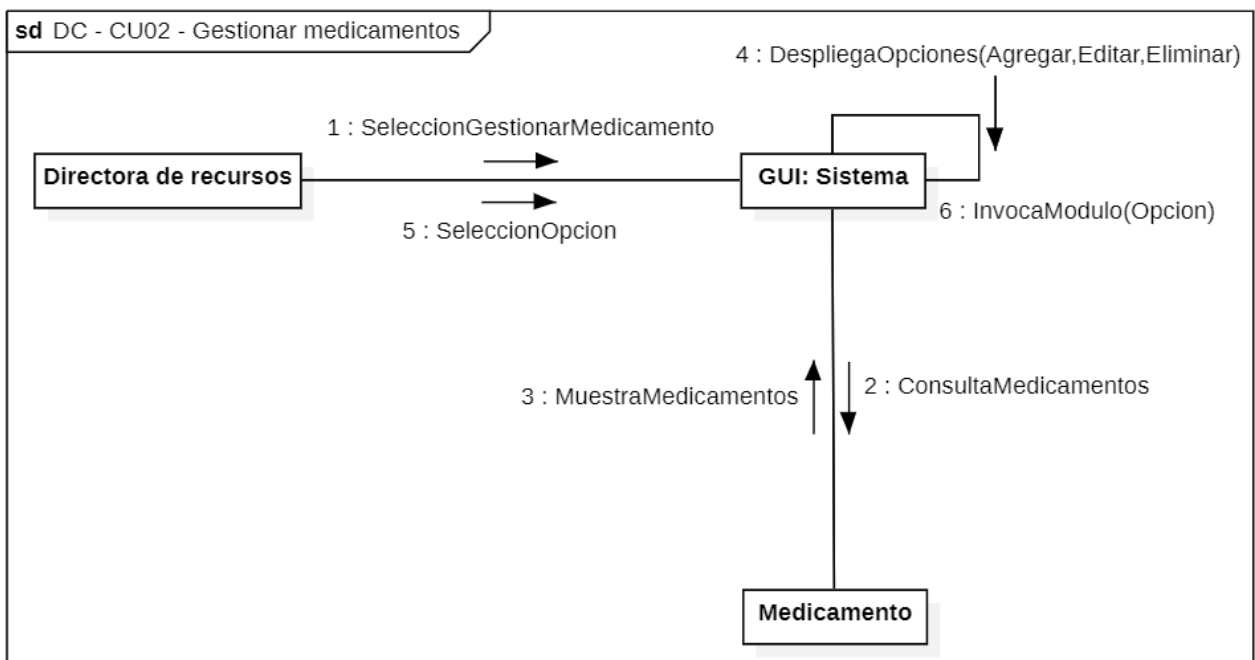 sd DC - CU02 - Gestionar medicamentos
4 : DespliegaOpciones(Agregar,Editar,Eliminar)
1 : SeleccionGestionarMedicamento
Directora de recursos
GUI: Sistema
5 : SeleccionOpcion
6 : InvocaModulo(Opcion)
3 : MuestraMedicamentos
2 : ConsultaMedicamentos
Medicamento